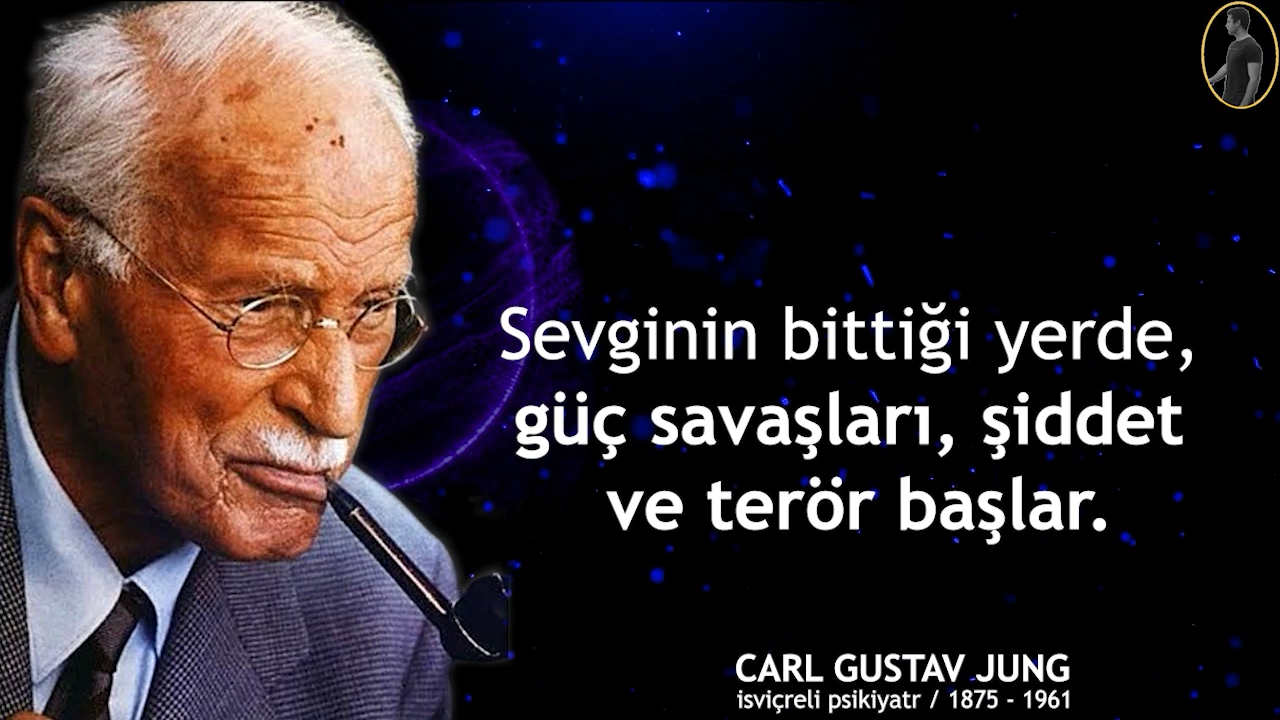 Sevginin bittiği yerde,
güç savaşları, şiddet
ve terör başlar.
CARL GUSTAV JUNG
isviçreli psikiyatr / 1875 - 1961